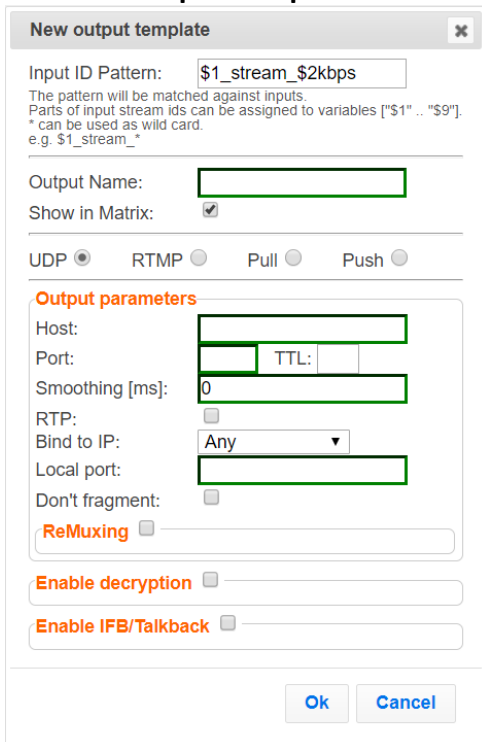 New output template
Input ID Pattern: $1_stream_$2kbps
The pattern will be matched against inputs.
Parts of input stream ids can be assigned to variables ["$1" .. "$9"].
* can be used as wild card.
e.g. $1_stream_*
Output Name:
Show in Matrix:
UDP RTMP Pull Push
Output parameters
Host:
Port: TTL:
Smoothing [ms]: 0
RTP:
Bind to IP: Any
Local port:
Don't fragment:
ReMuxing
Enable decryption
Enable IFB/Talkback
Ok Cancel